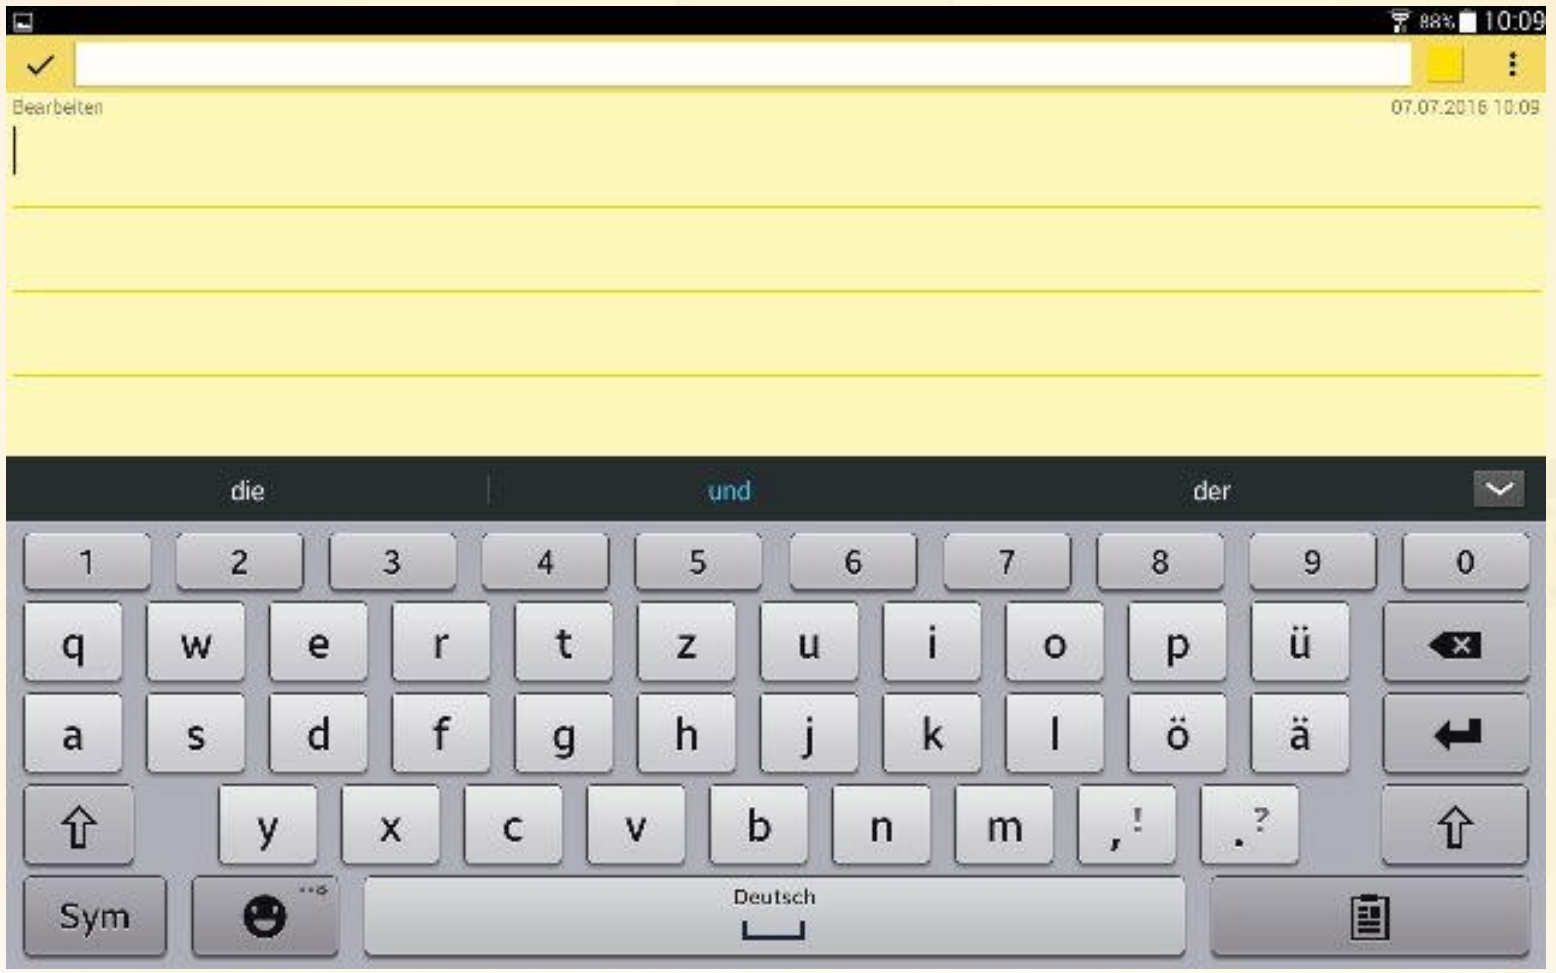 88% 10:09
Bearbeiten 07.07.2016 10:09
die und der
1 2 3 4 5 6 7 8 9 0
q w e r t z u i o p ü
a s d f g h j k l ö ä
y x c v b n m ,! .?
Sym Deutsch